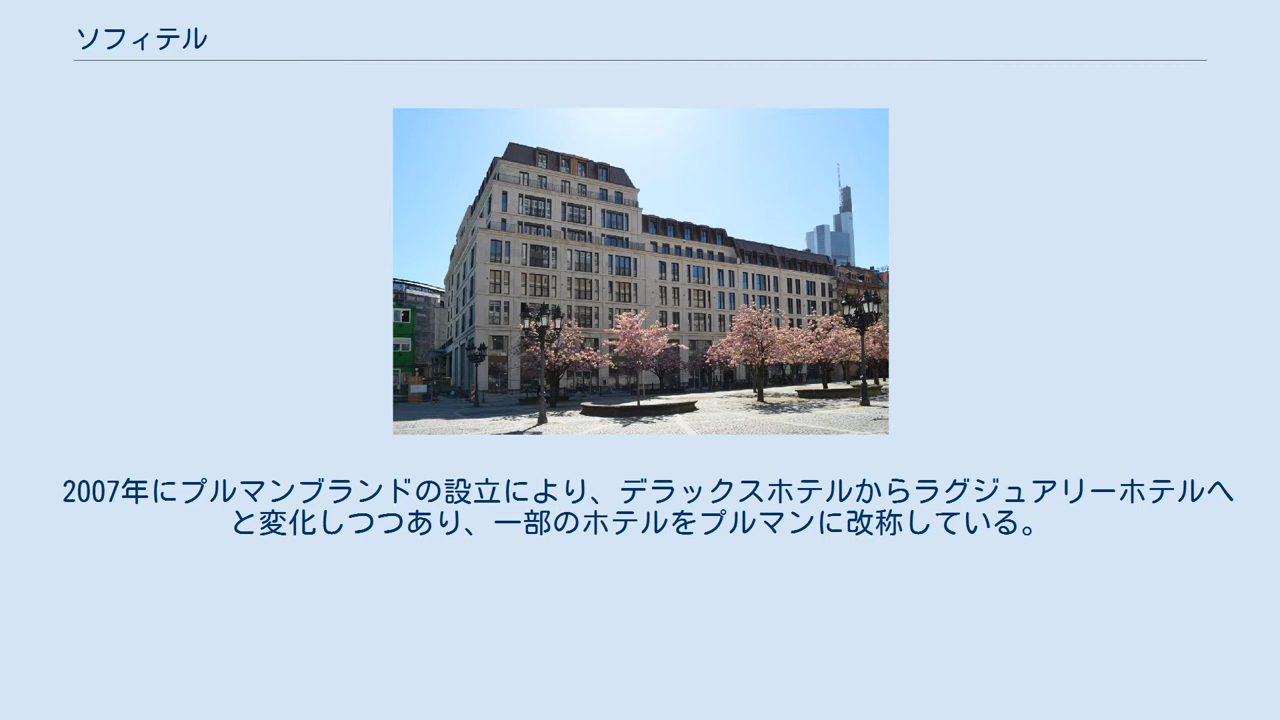 ソフィテル
2007年にプルマンブランドの設立により、デラックスホテルからラグジュアリーホテルへ
と変化しつつあり、一部のホテルをプルマンに改称している。